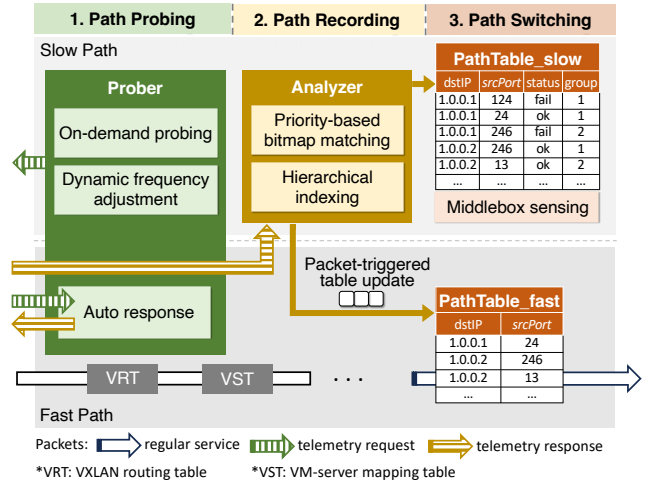 1. Path Probing
2. Path Recording
3. Path Switching
Slow Path
Prober
On-demand probing
Dynamic frequency
adjustment
Auto response
Analyzer
Priority-based
bitmap matching
Hierarchical
indexing
Packet-triggered
table update
PathTable_slow
dstIP srcPort status group
1.0.0.1 124 fail 1
1.0.0.1 24 ok 1
1.0.0.1 246 fail 2
1.0.0.2 246 ok 1
1.0.0.2 13 ok 2
... ... ... ...
Middlebox sensing
PathTable_fast
dstIP srcPort
1.0.0.1 24
1.0.0.2 246
1.0.0.2 13
... ...
VRT
VST
. . .
Fast Path
Packets: regular service telemetry request telemetry response
*VRT: VXLAN routing table *VST: VM-server mapping table